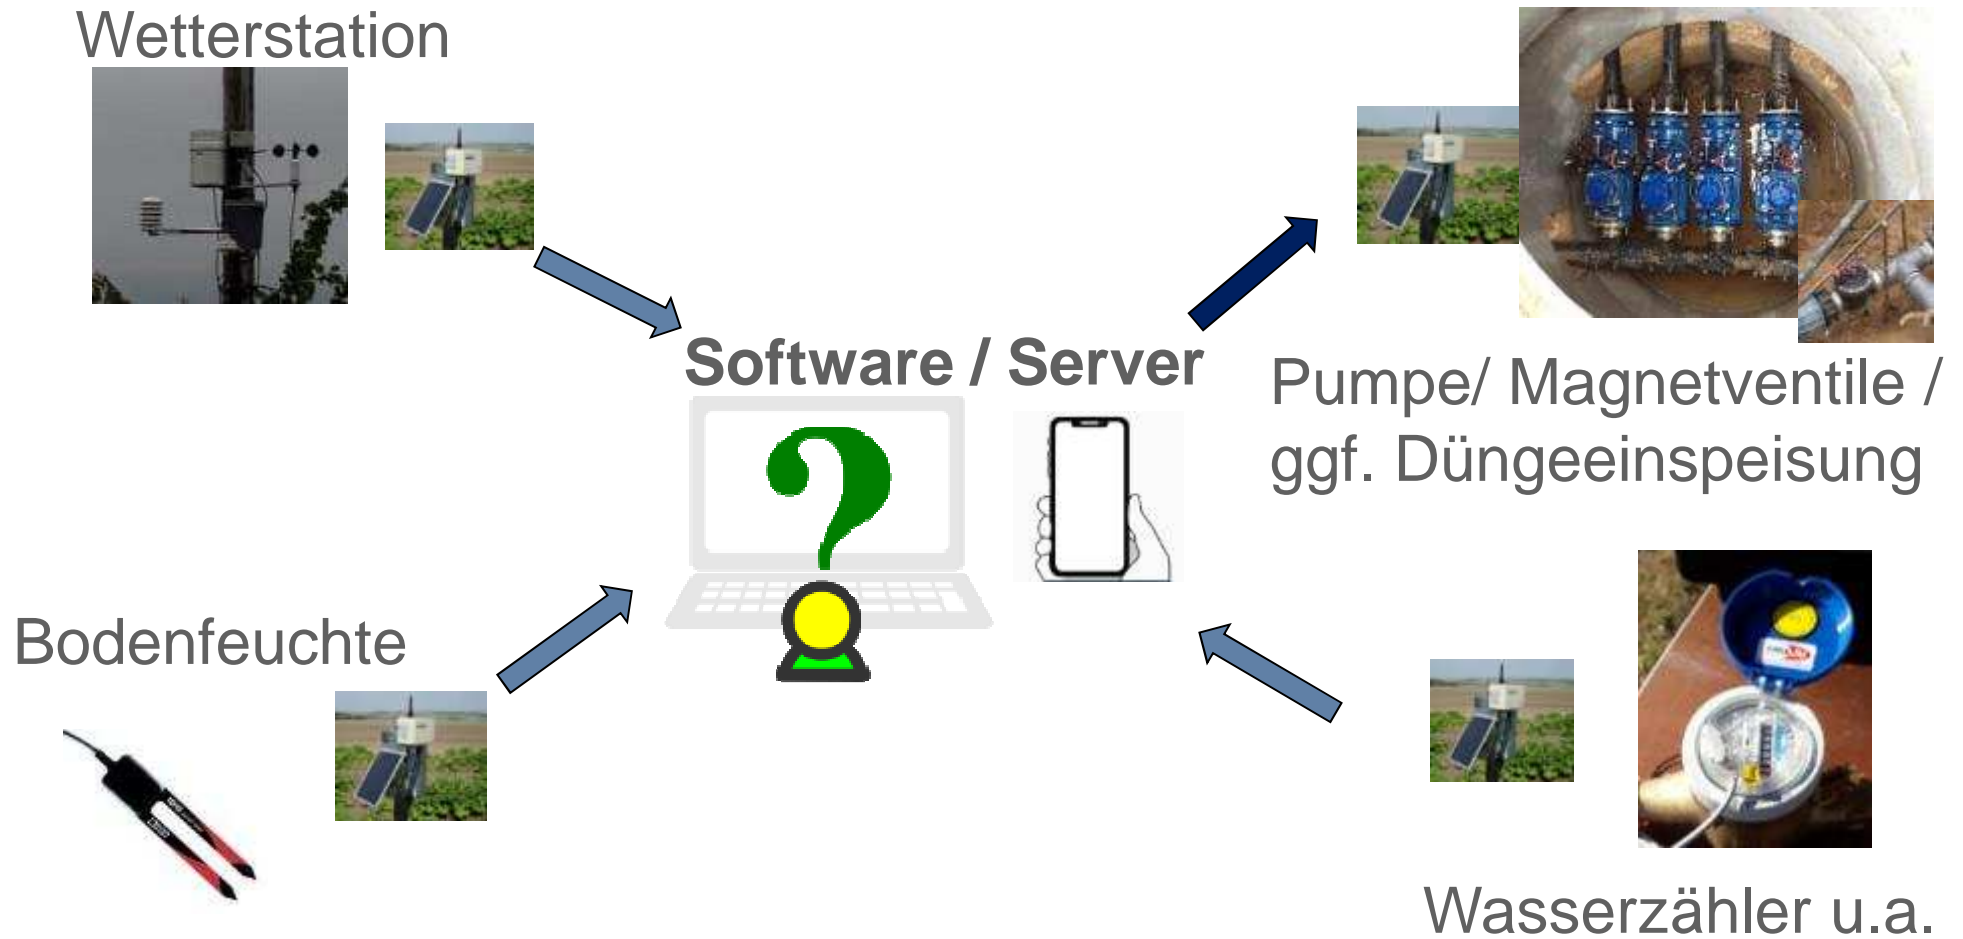 Wetterstation
Software / Server
Pumpe/ Magnetventile /
ggf. Düngeeinspeisung
?
Bodenfeuchte
Wasserzähler u.a.